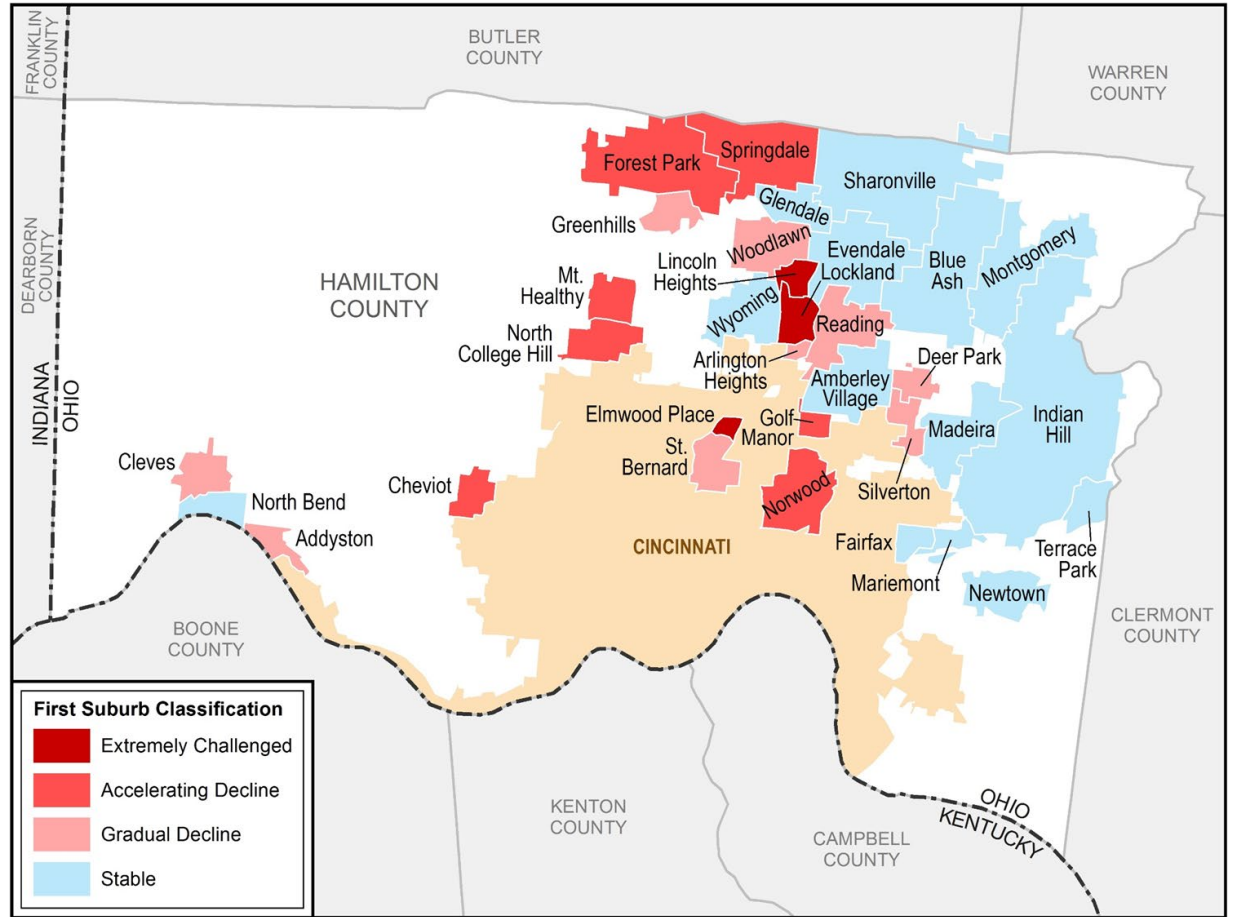 FRANKLIN
COUNTY
BUTLER
COUNTY
WARREN
COUNTY
DEARBORN
COUNTY
INDIANA
OHIO
HAMILTON
COUNTY
Forest Park
Springdale
Sharonville
Glendale
Greenhills
Woodlawn
Evendale
Blue
Ash
Montgomery
Lincoln
Heights
Lockland
Mt.
Healthy
Wyoming
Reading
North
College Hill
Arlington
Heights
Deer Park
Amberley
Village
Elmwood Place
Golf
Manor
Madeira
Indian
Hill
St.
Bernard
Cleves
Cheviot
Norwood
Silverton
North Bend
Addyston
CINCINNATI
Fairfax
Mariemont
Terrace
Park
Newtown
BOONE
COUNTY
CLERMONT
COUNTY
KENTON
COUNTY
CAMPBELL
COUNTY
OHIO
KENTUCKY
First Suburb Classification
Extremely Challenged
Accelerating Decline
Gradual Decline
Stable